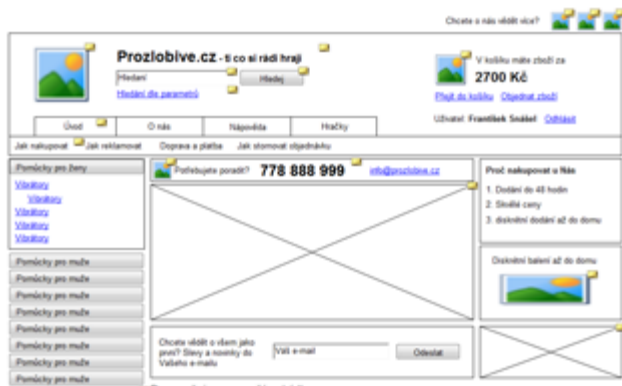 Chcete o nás vědět více?
Prozlobive.cz - ti co si rádi hrají
Hledaní
Hledej
Hledání dle parametrů
V košíku máte zboží za
2700 Kč
Přejít do košíku Objednat zboží
Uživatel: František Snášel Odhlásit
Úvod
O nás
Nápověda
Hračky
Jak nakupovat Jak reklamovat Doprava a platba Jak stornovat objednávku
Pomůcky pro ženy
Vibrátory
Vibrátory
Vibrátory
Vibrátory
Vibrátory
Pomůcky pro muže
Pomůcky pro muže
Pomůcky pro muže
Pomůcky pro muže
Pomůcky pro muže
Pomůcky pro muže
Pomůcky pro muže
Potřebujete poradit? 778 888 999 info@prozlobive.cz
Proč nakupovat u Nás
1. Dodání do 48 hodin
2. Skvělé ceny
3. diskrétní dodání až do domu
Diskrétní balení až do domu
Chcete vědět o všem jako
první? Slevy a novinky do
Vašeho e-mailu
Váš e-mail
Odeslat